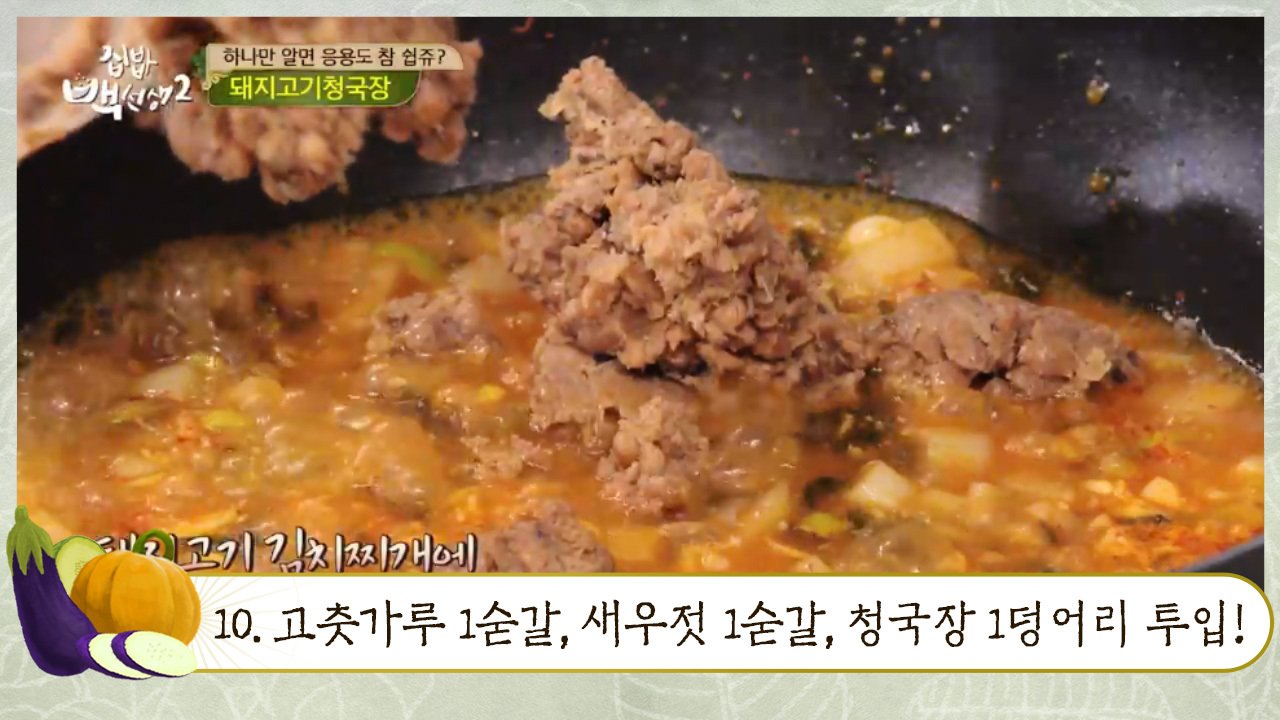 집밥
백선생2
하나만 알면 응용도 참 쉽쥬?
돼지고기청국장
돼지고기 김치찌개에
10. 고춧가루 1숟갈, 새우젓 1숟갈, 청국장 1덩어리 투입!